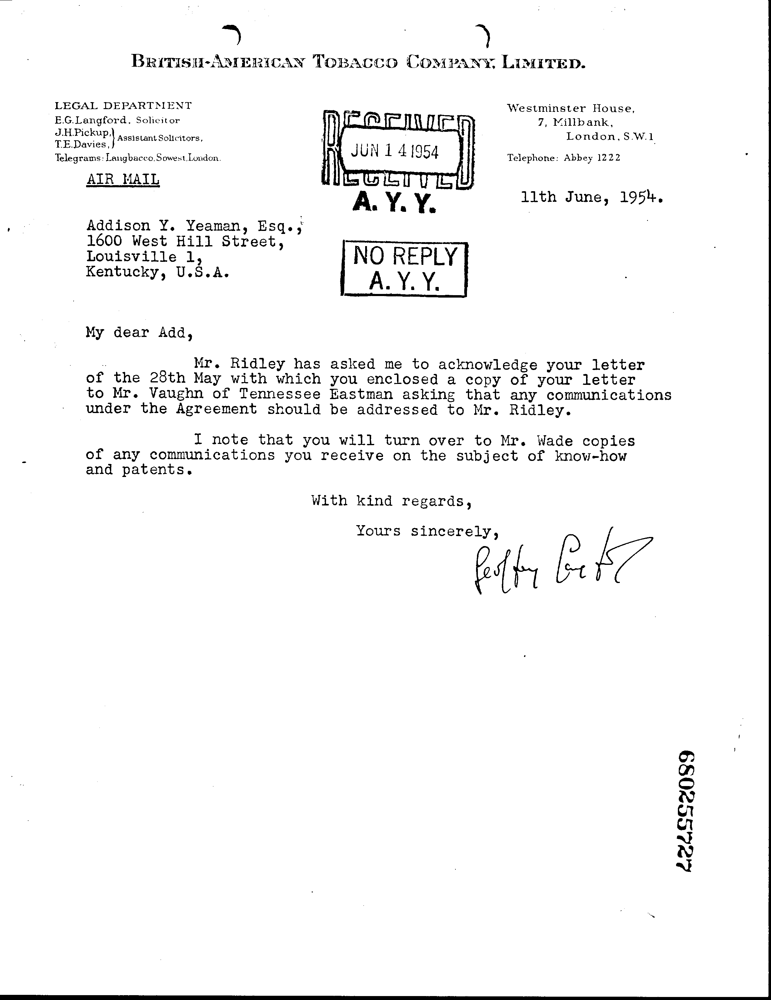 BRITISH-AMERICAN TOBACCO COMPANY, LIMITED.
LEGAL DEPARTMENT
E.G.Langford, Solicitor
J.H.Pickup,
T.E.Davies,
Assistant Solicitors,
Telegrams: Langbacco, Sowest, London.
Westminster House,
7, Millbank,
London, S.W.1
Telephone: Abbey 1222
RECEIVED
JUN 14 1954
RECEIVED
A. Y. Y.
AIR MAIL
11th June, 1954.
Addison Y. Yeaman, Esq.,
1600 West Hill Street,
Louisville 1,
Kentucky, U.S.A.
NO REPLY
A. Y. Y.
My dear Add,
Mr. Ridley has asked me to acknowledge your letter
of the 28th May with which you enclosed a copy of your letter
to Mr. Vaughn of Tennessee Eastman asking that any communications
under the Agreement should be addressed to Mr. Ridley.
I note that you will turn over to Mr. Wade copies
of any communications you receive on the subject of know-how
and patents.
With kind regards,
Yours sincerely,
680255727